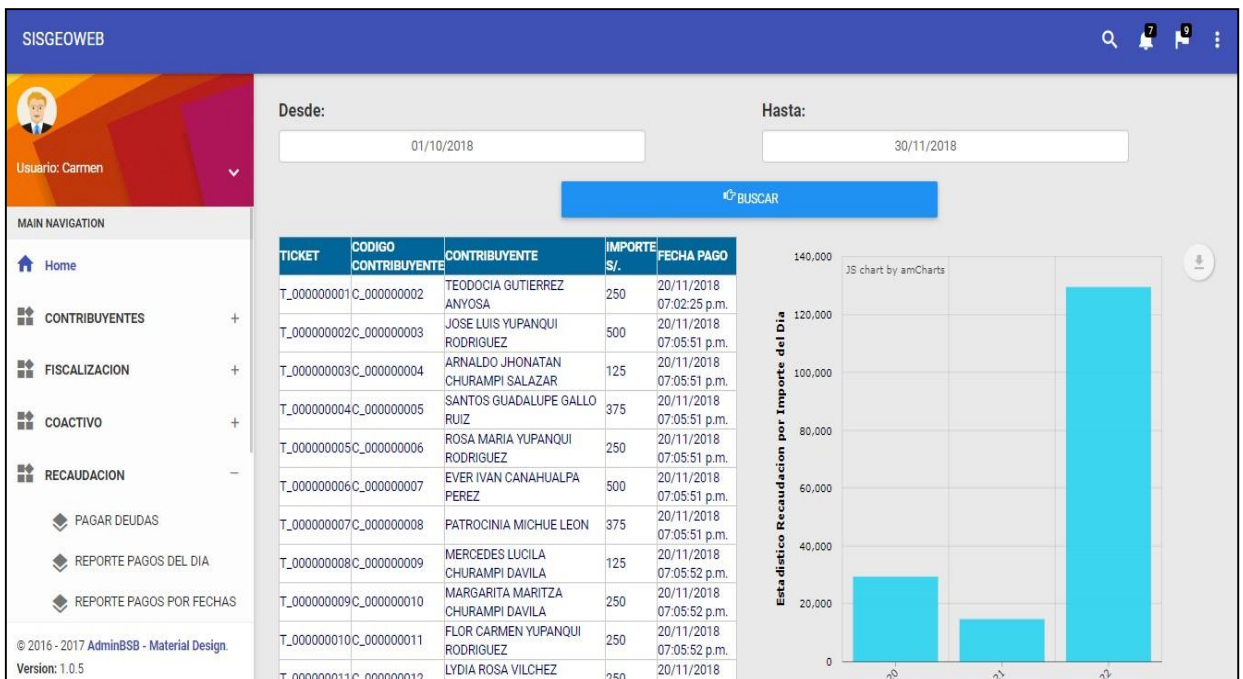 SISGEOWEB
7
9
Usuario: Carmen
MAIN NAVIGATION
Home
CONTRIBUYENTES +
FISCALIZACION +
COACTIVO +
RECAUDACION −
PAGAR DEUDAS
REPORTE PAGOS DEL DIA
REPORTE PAGOS POR FECHAS
© 2016 - 2017 AdminBSB - Material Design.
Version: 1.0.5
Desde:
01/10/2018
Hasta:
30/11/2018
BUSCAR
TICKET CODIGO CONTRIBUYENTE CONTRIBUYENTE IMPORTE S/. FECHA PAGO
T_000000001 C_000000002 TEODOCIA GUTIERREZ ANYOSA 250 20/11/2018 07:02:25 p.m.
T_000000002 C_000000003 JOSE LUIS YUPANQUI RODRIGUEZ 500 20/11/2018 07:05:51 p.m.
T_000000003 C_000000004 ARNALDO JHONATAN CHURAMPI SALAZAR 125 20/11/2018 07:05:51 p.m.
T_000000004 C_000000005 SANTOS GUADALUPE GALLO RUIZ 375 20/11/2018 07:05:51 p.m.
T_000000005 C_000000006 ROSA MARIA YUPANQUI RODRIGUEZ 250 20/11/2018 07:05:51 p.m.
T_000000006 C_000000007 EVER IVAN CANAHUALPA PEREZ 500 20/11/2018 07:05:51 p.m.
T_000000007 C_000000008 PATROCINIA MICHUE LEON 375 20/11/2018 07:05:51 p.m.
T_000000008 C_000000009 MERCEDES LUCILA CHURAMPI DAVILA 125 20/11/2018 07:05:52 p.m.
T_000000009 C_000000010 MARGARITA MARITZA CHURAMPI DAVILA 250 20/11/2018 07:05:52 p.m.
T_000000010 C_000000011 FLOR CARMEN YUPANQUI RODRIGUEZ 250 20/11/2018 07:05:52 p.m.
T_000000011 C_000000012 LYDIA ROSA VILCHEZ 250 20/11/2018
JS chart by amCharts
Estadistico Recaudacion por Importe del Dia
140,000
120,000
100,000
80,000
60,000
40,000
20,000
0
20
21
22